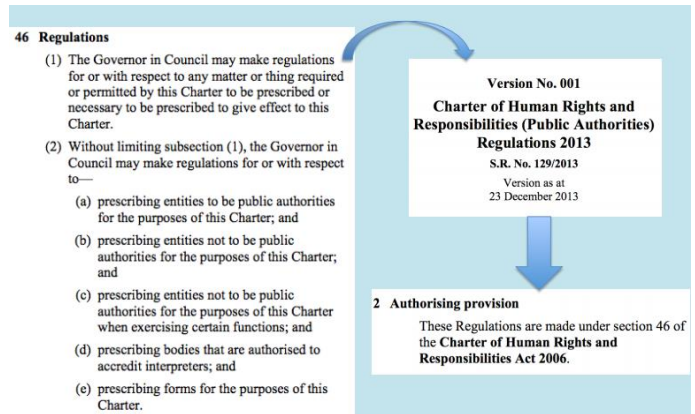 46 Regulations
(1) The Governor in Council may make regulations
for or with respect to any matter or thing required
or permitted by this Charter to be prescribed or
necessary to be prescribed to give effect to this
Charter.
(2) Without limiting subsection (1), the Governor in
Council may make regulations for or with respect
to—
(a) prescribing entities to be public authorities
for the purposes of this Charter; and
(b) prescribing entities not to be public
authorities for the purposes of this Charter;
and
(c) prescribing entities not to be public
authorities for the purposes of this Charter
when exercising certain functions; and
(d) prescribing bodies that are authorised to
accredit interpreters; and
(e) prescribing forms for the purposes of this
Charter.
Version No. 001
Charter of Human Rights and
Responsibilities (Public Authorities)
Regulations 2013
S.R. No. 129/2013
Version as at
23 December 2013
2 Authorising provision
These Regulations are made under section 46 of
the Charter of Human Rights and
Responsibilities Act 2006.